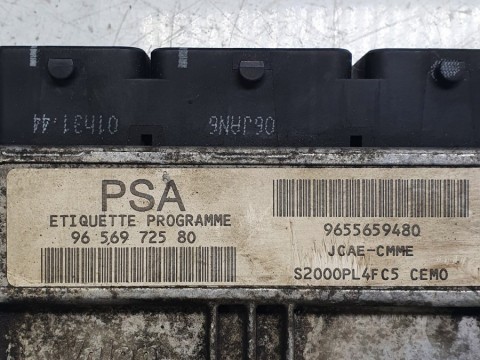 01h31:44
06JAN6
PSA
ETIQUETTE PROGRAMME
96 569 725 80
9655659480
JCAE-CMME
S2000PL4FC5 CEMO